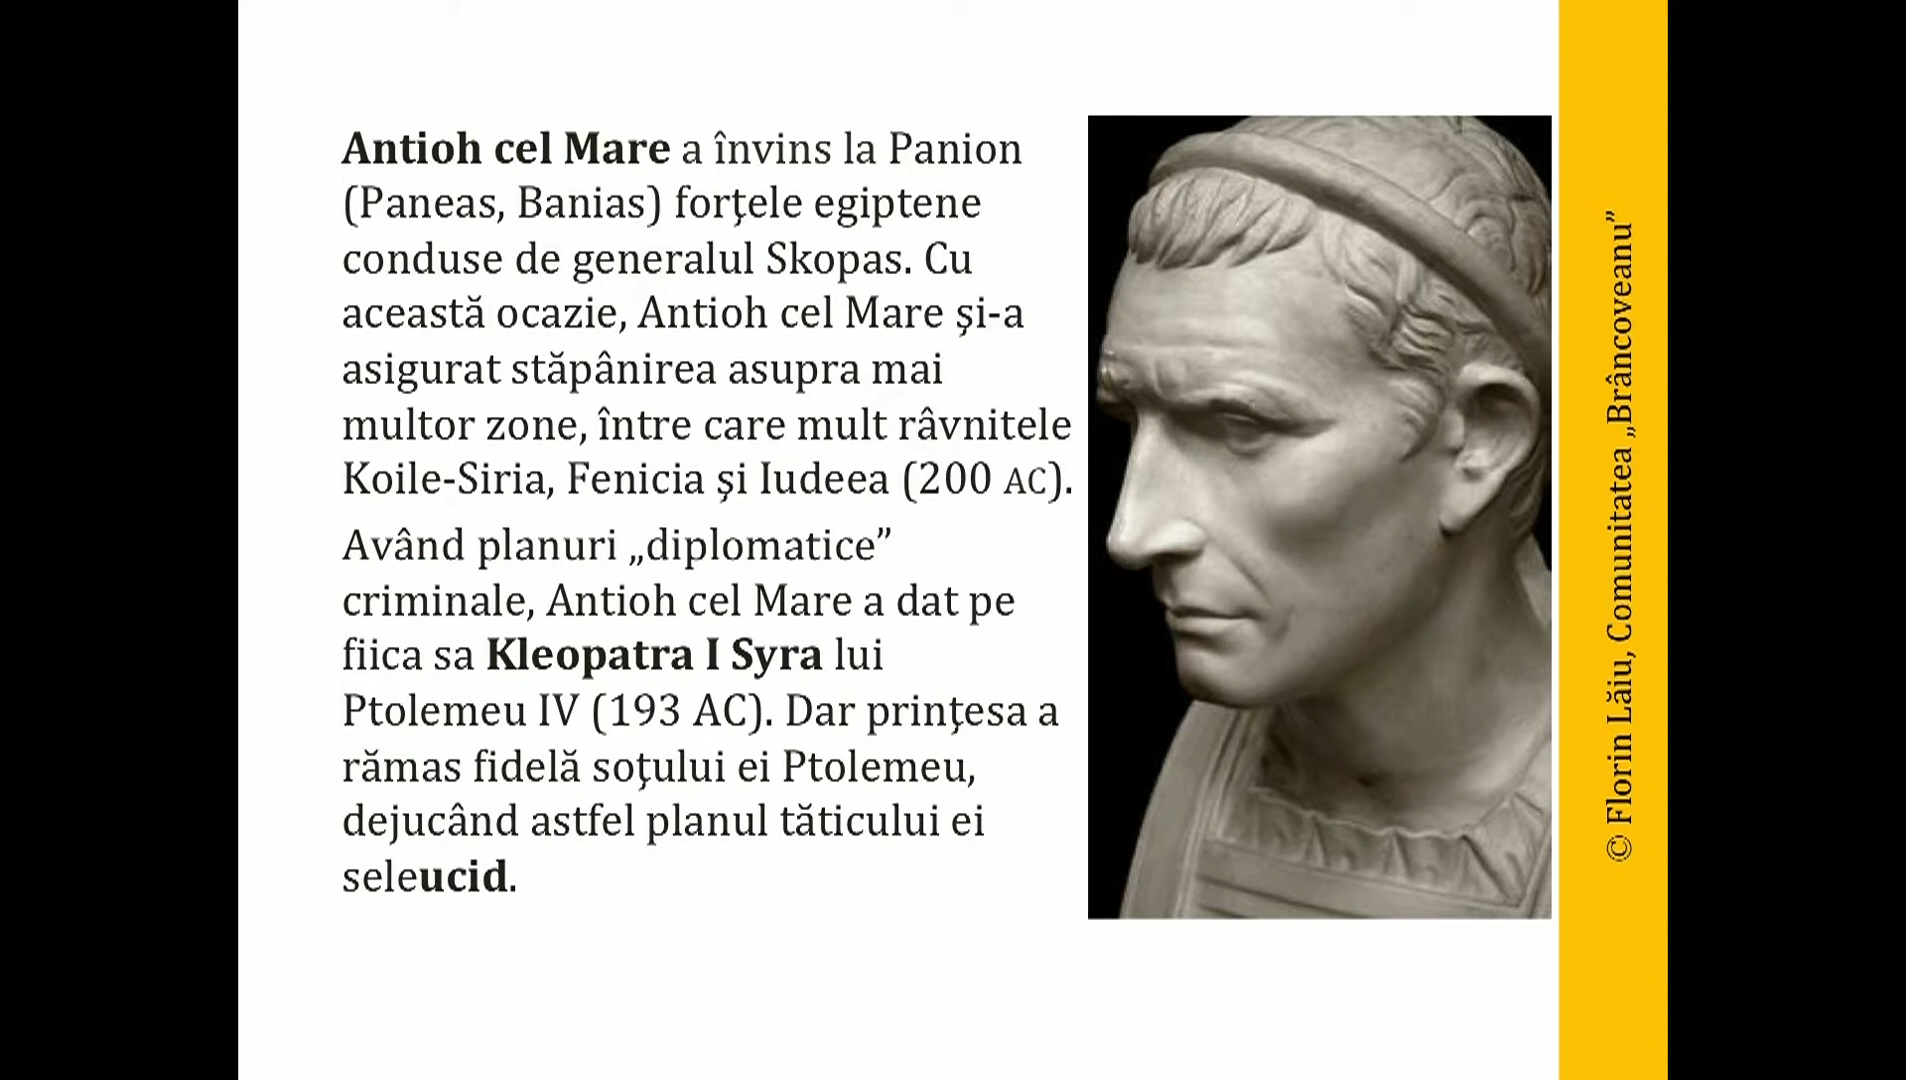 Antioh cel Mare a învins la Panion
(Paneas, Banias) forţele egiptene
conduse de generalul Skopas. Cu
această ocazie, Antioh cel Mare şi-a
asigurat stăpânirea asupra mai
multor zone, între care mult râvnitele
Koile-Siria, Fenicia şi Iudeea (200 AC).
Având planuri „diplomatice”
criminale, Antioh cel Mare a dat pe
fiica sa Kleopatra I Syra lui
Ptolemeu IV (193 AC). Dar prinţesa a
rămas fidelă soţului ei Ptolemeu,
dejucând astfel planul tăticului ei
seleucid.
© Florin Lăiu, Comunitatea „Brâncoveanu”